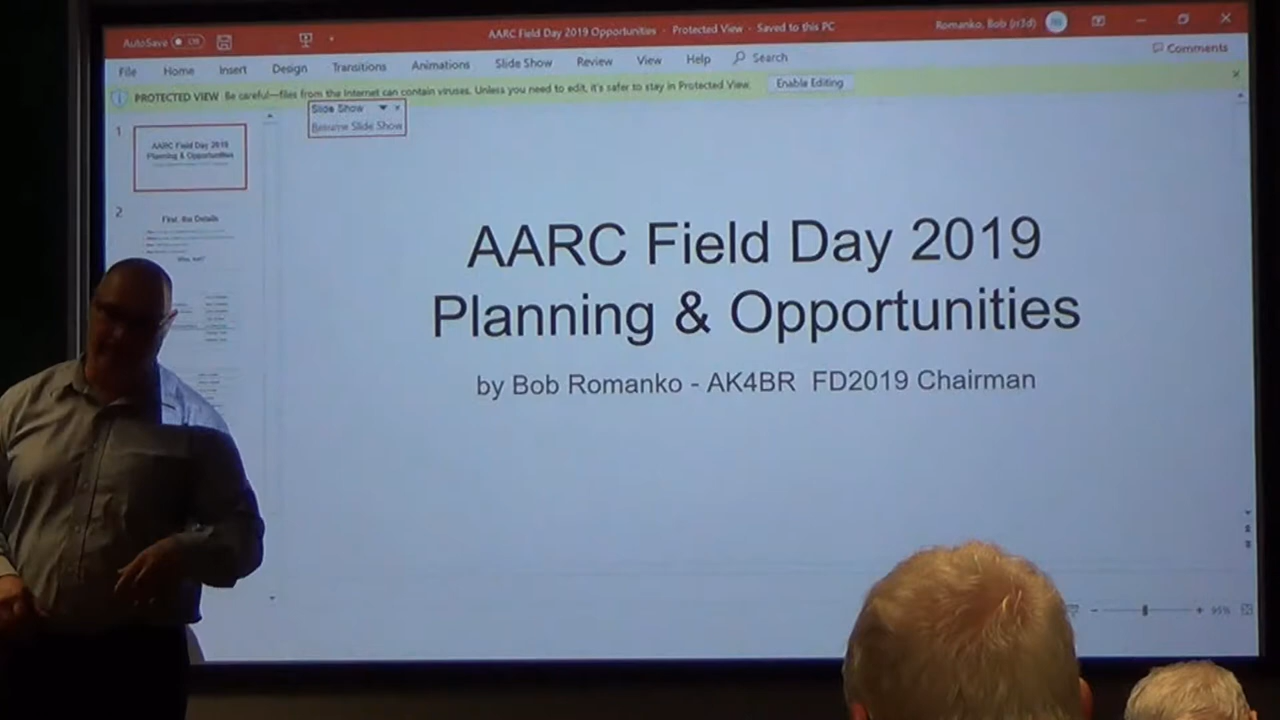 AutoSave Off
AARC Field Day 2019 Opportunities - Protected View - Saved to this PC
Romanko, Bob
File Home Insert Design Transitions Animations Slide Show Review View Help Search
Comments
PROTECTED VIEW Be careful—files from the Internet can contain viruses. Unless you need to edit, it's safer to stay in Protected View.
Enable Editing
Slide Show
Resume Slide Show
1
AARC Field Day 2019
Planning & Opportunities
2
First, the Details
AARC Field Day 2019
Planning & Opportunities
by Bob Romanko - AK4BR FD2019 Chairman
95%